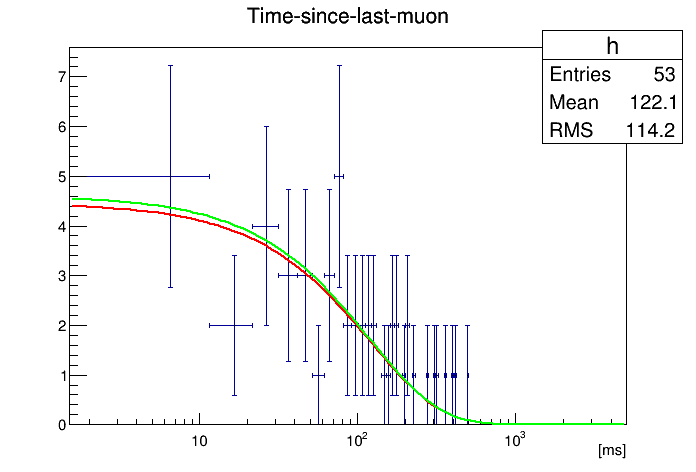 Time-since-last-muon
h
Entries 53
Mean 122.1
RMS 114.2
7
6
5
4
3
2
1
0
10
10²
10³
[ms]